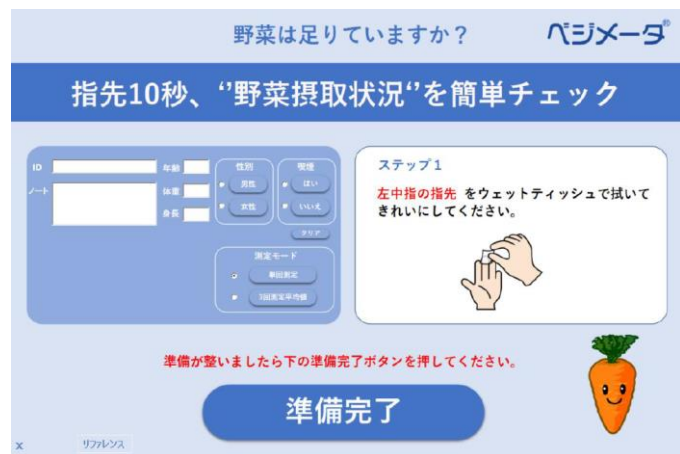 野菜は足りていますか？
ベジメータ®
指先10秒、‘’野菜摂取状況‘’を簡単チェック
ID
年齢
性別
喫煙
ノート
体重
男性
はい
身長
女性
いいえ
クリア
測定モード
単回測定
3回測定平均値
ステップ1
左中指の指先 をウェットティッシュで拭いて
きれいにしてください。
準備が整いましたら下の準備完了ボタンを押してください。
準備完了
x
リファレンス